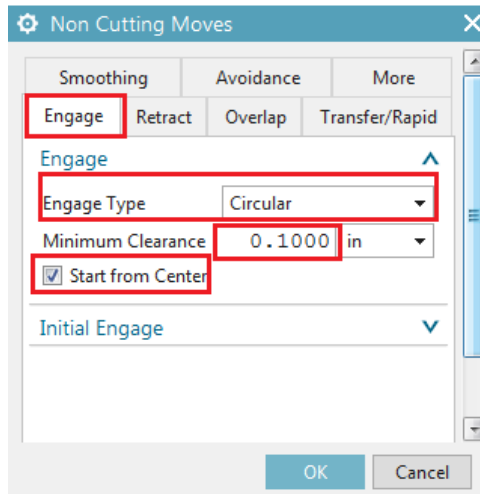 Non Cutting Moves
Smoothing Avoidance More
Engage Retract Overlap Transfer/Rapid
Engage
Engage Type Circular
Minimum Clearance 0.1000 in
Start from Center
Initial Engage
OK Cancel